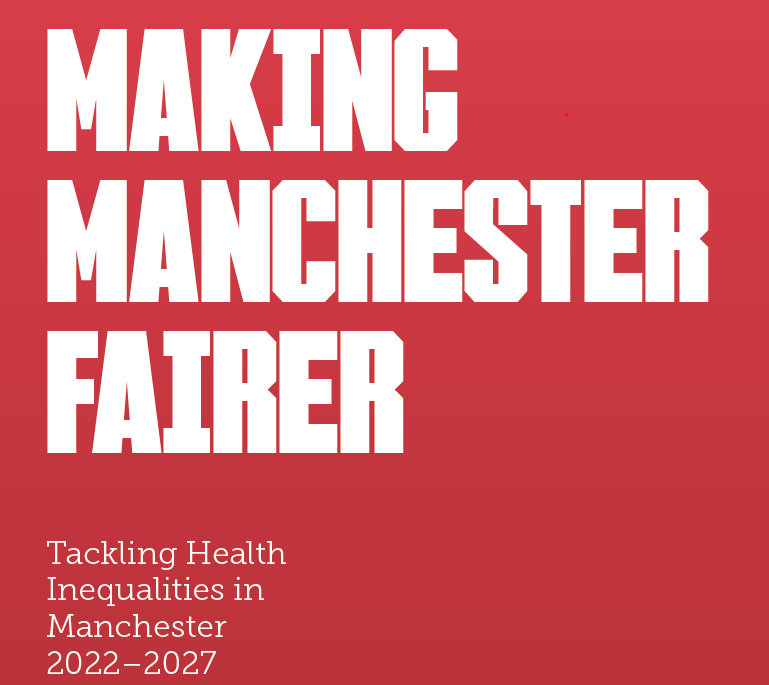 MAKING
MANCHESTER
FAIRER
Tackling Health
Inequalities in
Manchester
2022–2027